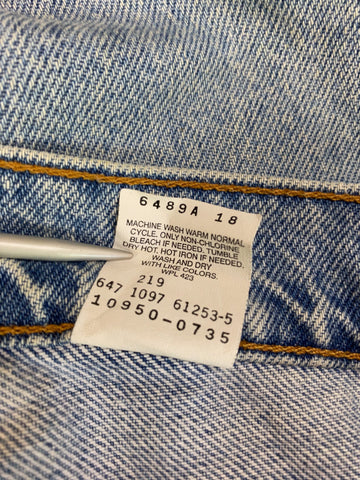 6489A 18
MACHINE WASH WARM NORMAL
CYCLE. ONLY NON-CHLORINE
BLEACH IF NEEDED. TUMBLE
DRY HOT, HOT IRON IF NEEDED.
WASH AND DRY
WITH LIKE COLORS.
WPL 423
219
647 1097 61253-5
10950-0735